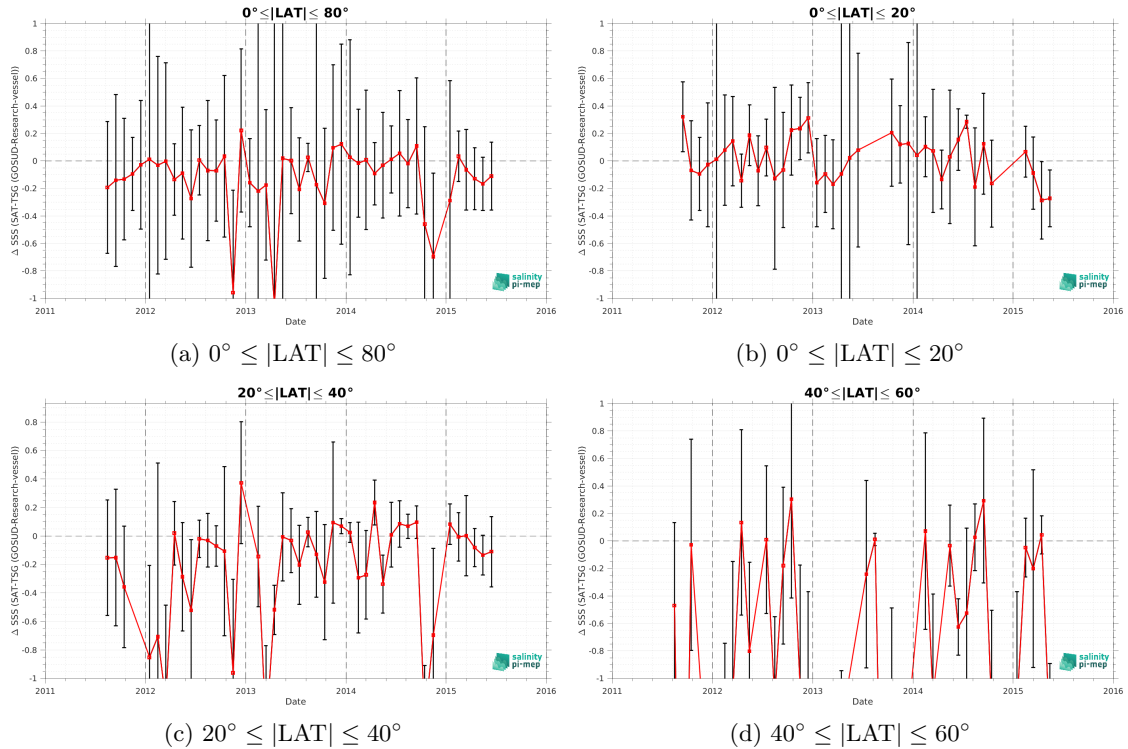 0°≤|LAT|≤ 80°
Δ SSS (SAT-TSG (GOSUD-Research-vessel))
1
0.8
0.6
0.4
0.2
0
-0.2
-0.4
-0.6
-0.8
-1
2011 2012 2013 2014 2015 2016
Date
salinity
pi-mep
(a) 0° ≤ |LAT| ≤ 80°
0°≤|LAT|≤ 20°
Δ SSS (SAT-TSG (GOSUD-Research-vessel))
1
0.8
0.6
0.4
0.2
0
-0.2
-0.4
-0.6
-0.8
-1
2011 2012 2013 2014 2015 2016
Date
salinity
pi-mep
(b) 0° ≤ |LAT| ≤ 20°
20°≤|LAT|≤ 40°
Δ SSS (SAT-TSG (GOSUD-Research-vessel))
0.8
0.6
0.4
0.2
0
-0.2
-0.4
-0.6
-0.8
-1
2011 2012 2013 2014 2015 2016
Date
salinity
pi-mep
(c) 20° ≤ |LAT| ≤ 40°
40°≤|LAT|≤ 60°
Δ SSS (SAT-TSG (GOSUD-Research-vessel))
1
0.8
0.6
0.4
0.2
0
-0.2
-0.4
-0.6
-0.8
-1
2011 2012 2013 2014 2015 2016
Date
salinity
pi-mep
(d) 40° ≤ |LAT| ≤ 60°